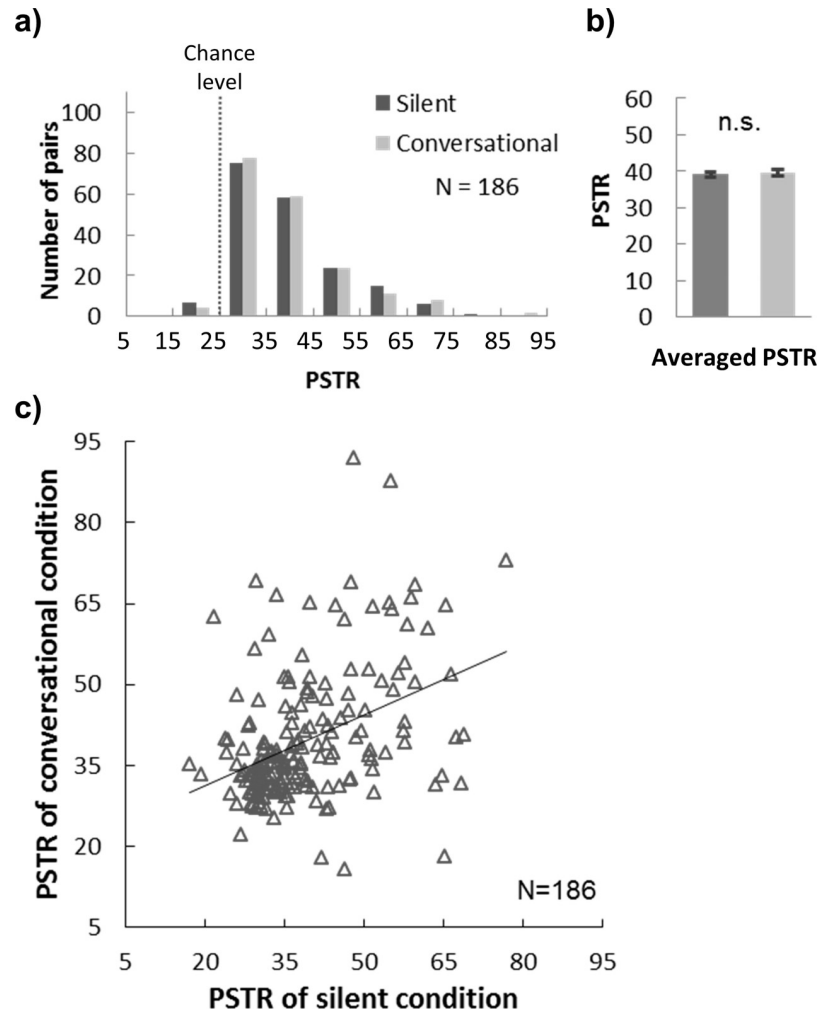 a)
Chance
level
Number of pairs
100
80
60
40
20
0
Silent
Conversational
N = 186
5 15 25 35 45 55 65 75 85 95
PSTR
b)
PSTR
60
50
40
30
20
10
0
n.s.
Averaged PSTR
c)
PSTR of conversational condition
95
80
65
50
35
20
5
N=186
5 20 35 50 65 80 95
PSTR of silent condition